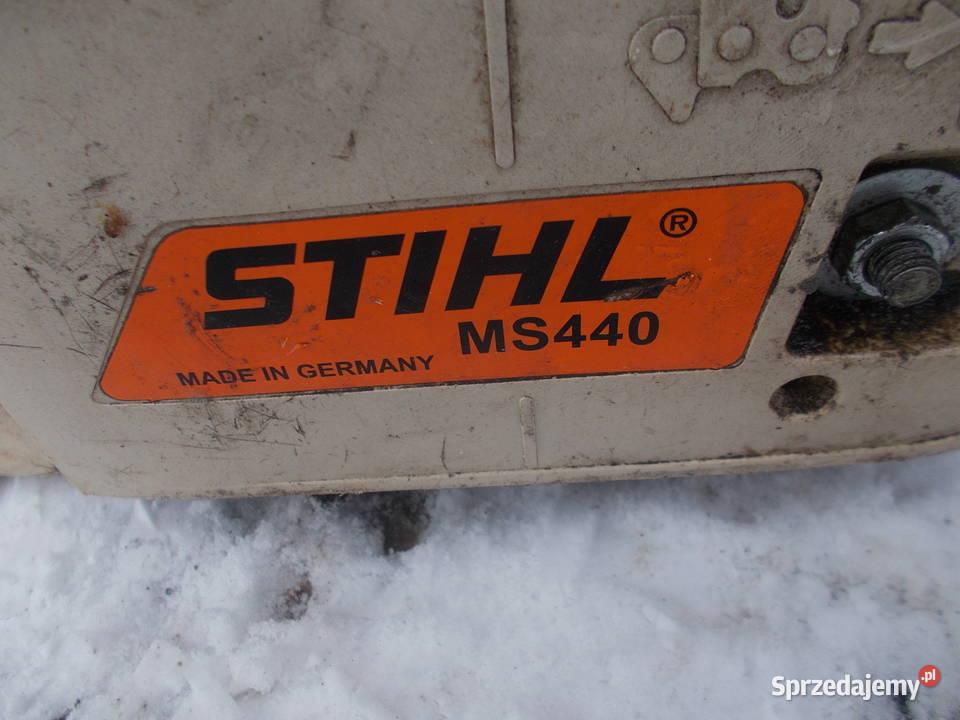 STIHL®
MS440
MADE IN GERMANY
Sprzedajemy.pl